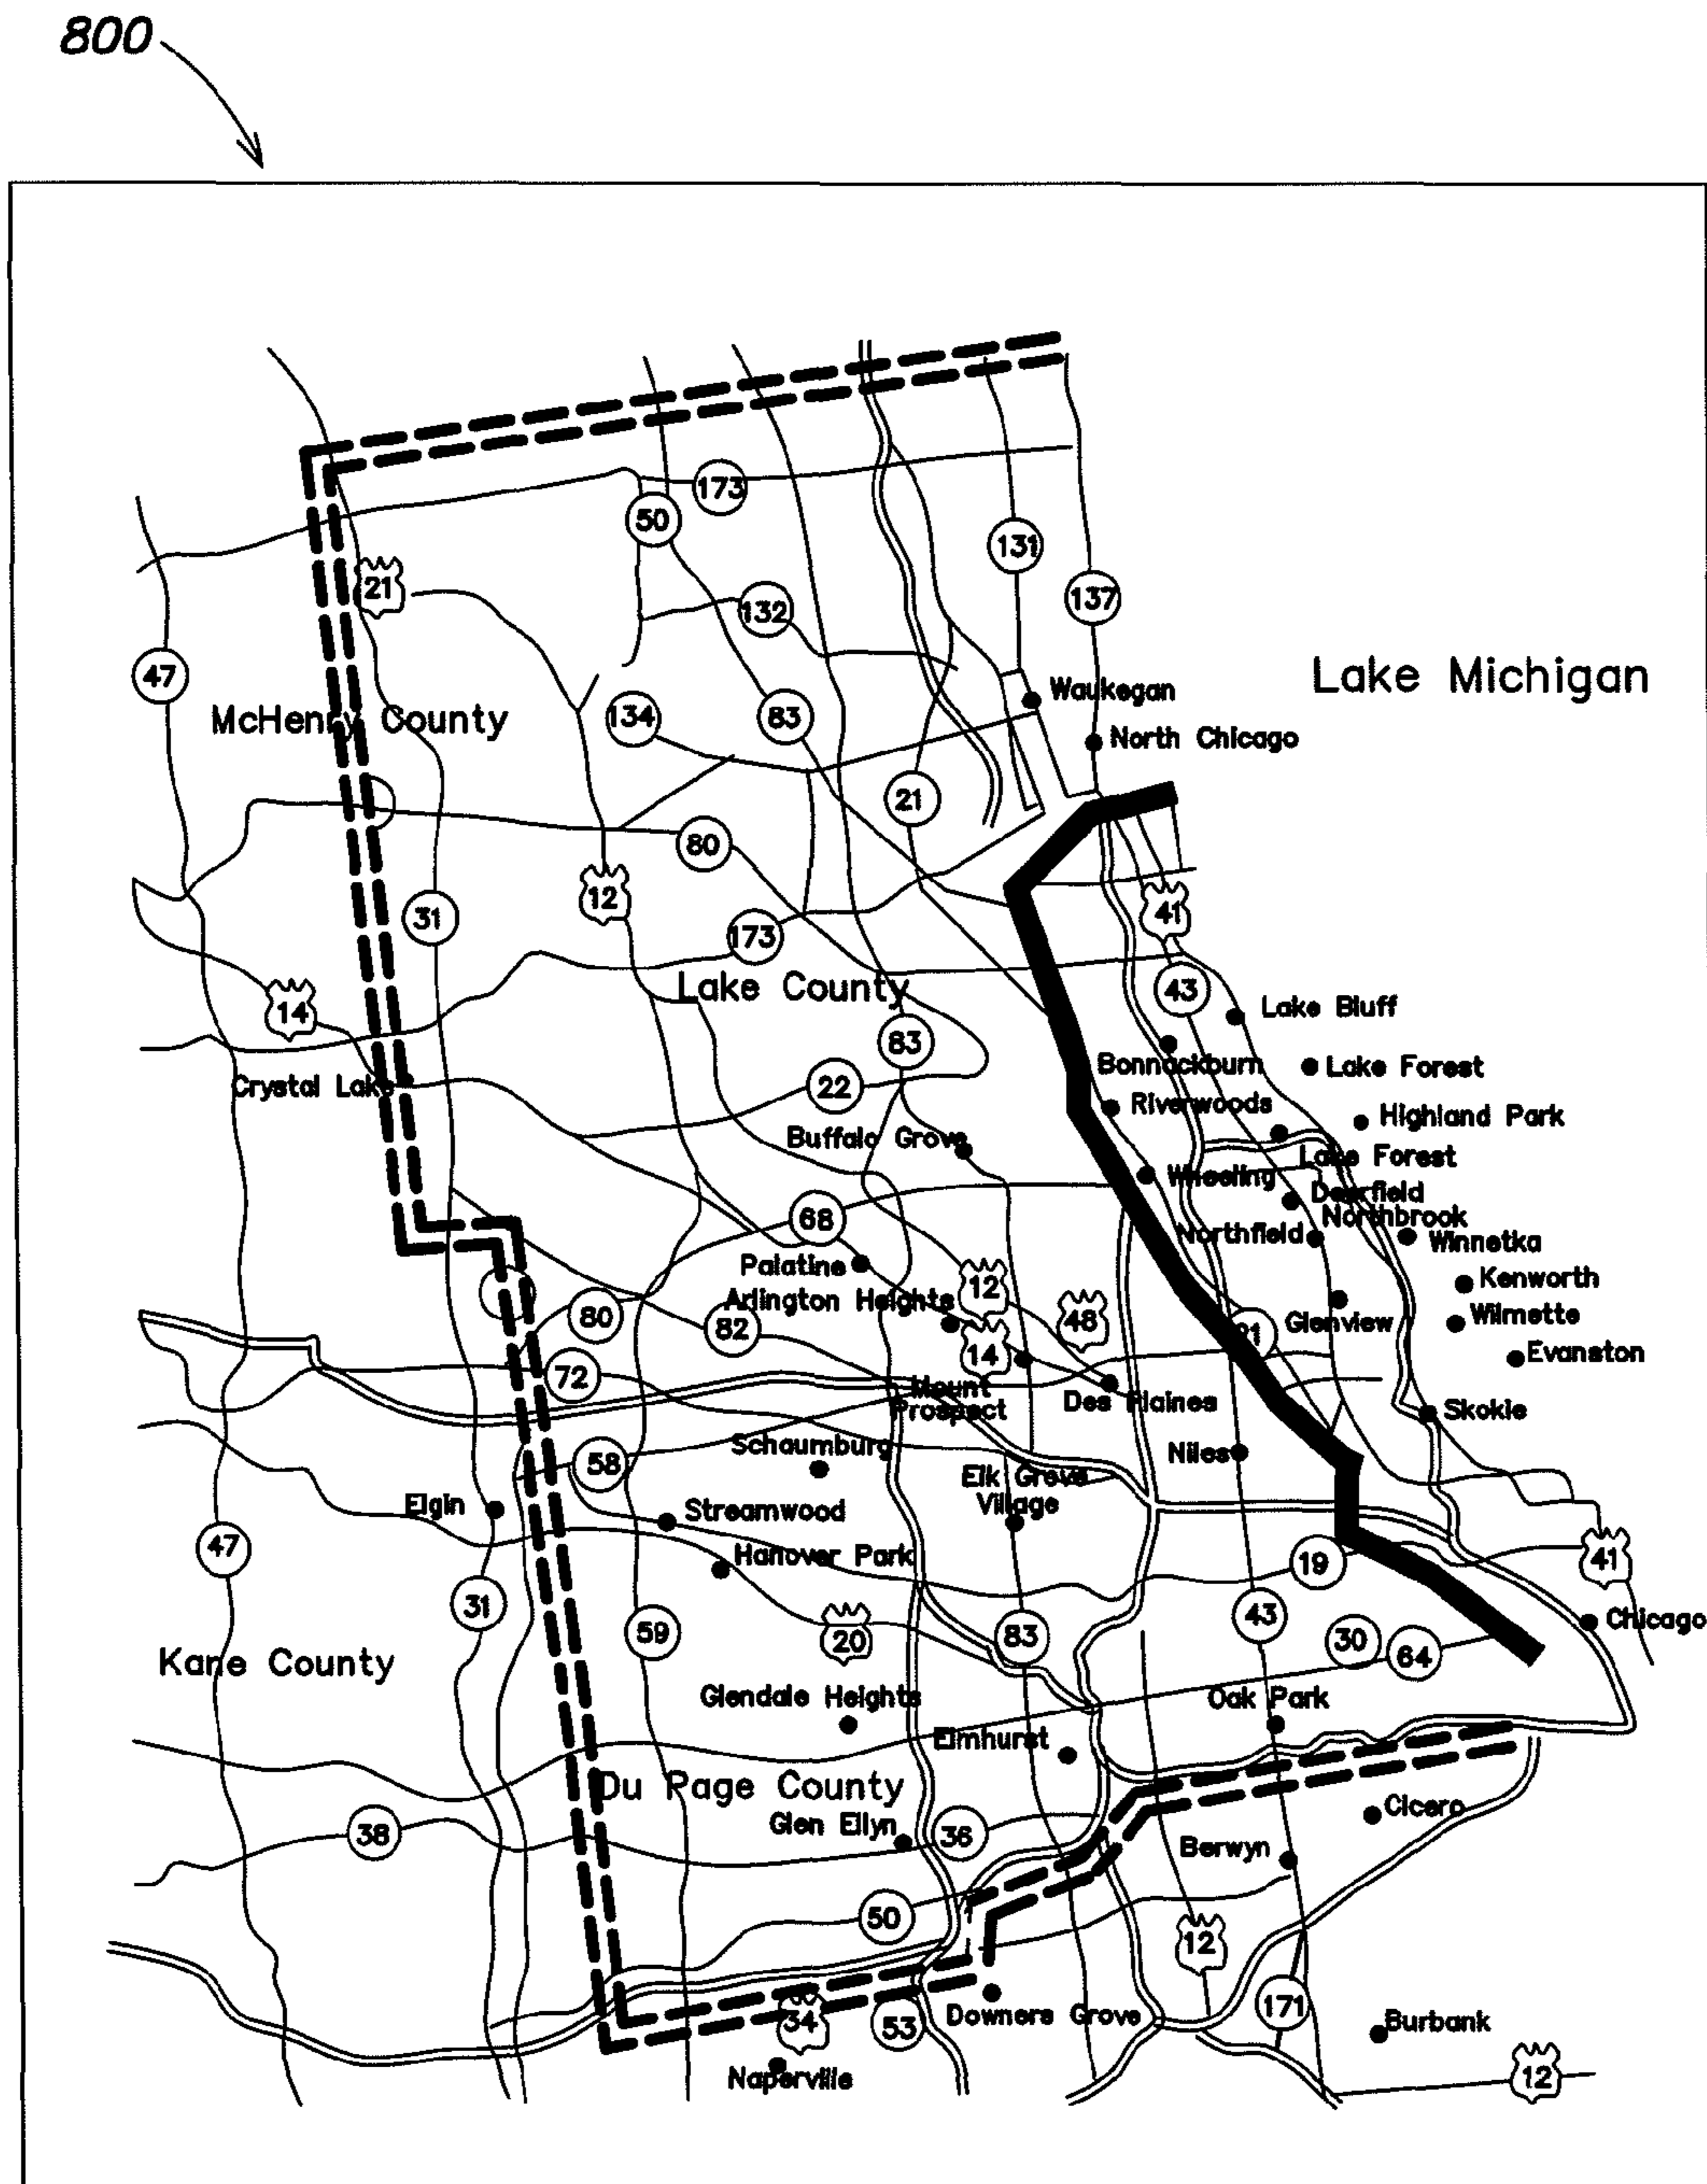 800
173
50
131
21
132
137
47
Lake Michigan
Waukegan
McHenry County
134
83
North Chicago
21
80
12
31
41
173
Lake County
43
14
Lake Bluff
83
Bonnackburn
Lake Forest
Crystal Lake
22
Riverwoods
Highland Park
Buffalo Grove
Lake Forest
Wheeling
Deerfield
68
Northbrook
Northfield
Winnetka
Palatine
12
Kenworth
Arlington Heights
80
82
48
Glenview
Wilmette
14
Evanston
72
Mount
Prospect
Des Plaines
Skokie
Schaumburg
Niles
58
Elk Grove
Village
Elgin
Streamwood
47
Hanover Park
19
41
31
59
20
83
43
30
64
Chicago
Kane County
Glendale Heights
Oak Park
Elmhurst
Du Page County
Cicero
38
Glen Ellyn
36
Berwyn
50
12
34
53
Downers Grove
171
Burbank
Naperville
12